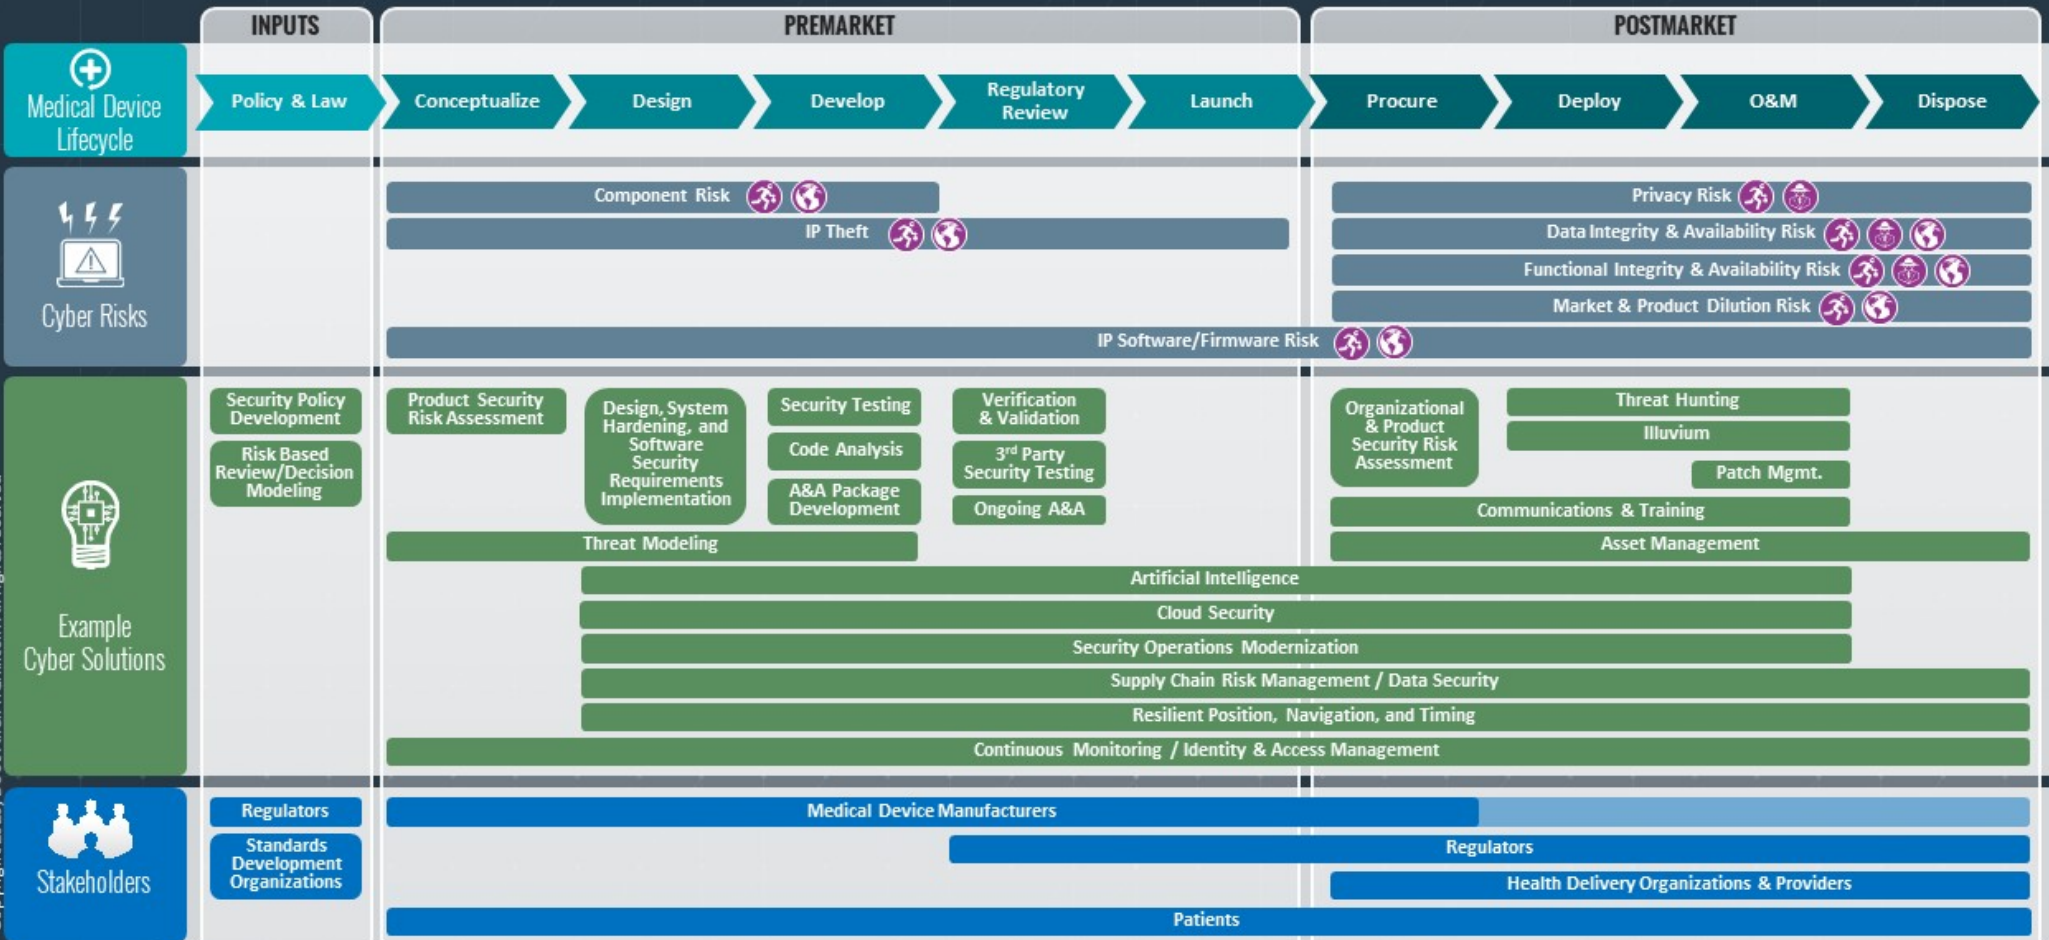 INPUTS
PREMARKET
POSTMARKET
Medical Device
Lifecycle
Policy & Law
Conceptualize
Design
Develop
Regulatory
Review
Launch
Procure
Deploy
O&M
Dispose
Cyber Risks
Component Risk
IP Theft
Privacy Risk
Data Integrity & Availability Risk
Functional Integrity & Availability Risk
Market & Product Dilution Risk
IP Software/Firmware Risk
Example
Cyber Solutions
Security Policy
Development
Risk Based
Review/Decision
Modeling
Product Security
Risk Assessment
Design, System
Hardening, and
Software
Security
Requirements
Implementation
Security Testing
Code Analysis
A&A Package
Development
Verification
& Validation
3rd Party
Security Testing
Ongoing A&A
Organizational
& Product
Security Risk
Assessment
Threat Hunting
Illuvium
Patch Mgmt.
Communications & Training
Threat Modeling
Asset Management
Artificial Intelligence
Cloud Security
Security Operations Modernization
Supply Chain Risk Management / Data Security
Resilient Position, Navigation, and Timing
Continuous Monitoring / Identity & Access Management
Stakeholders
Regulators
Standards
Development
Organizations
Medical Device Manufacturers
Regulators
Health Delivery Organizations & Providers
Patients